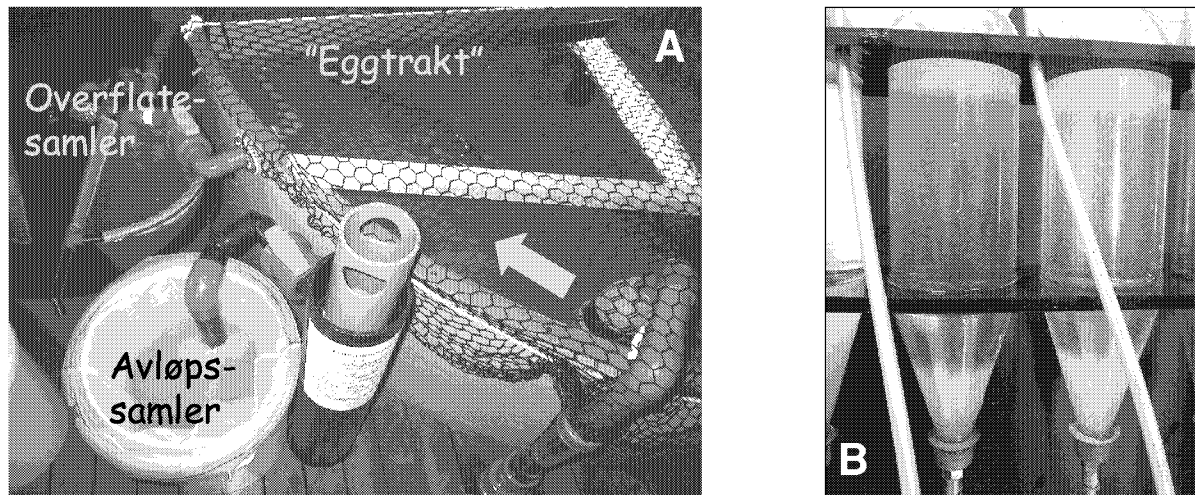 "Eggtrakt"
A
Overflate-
samler
Avløps-
samler
B